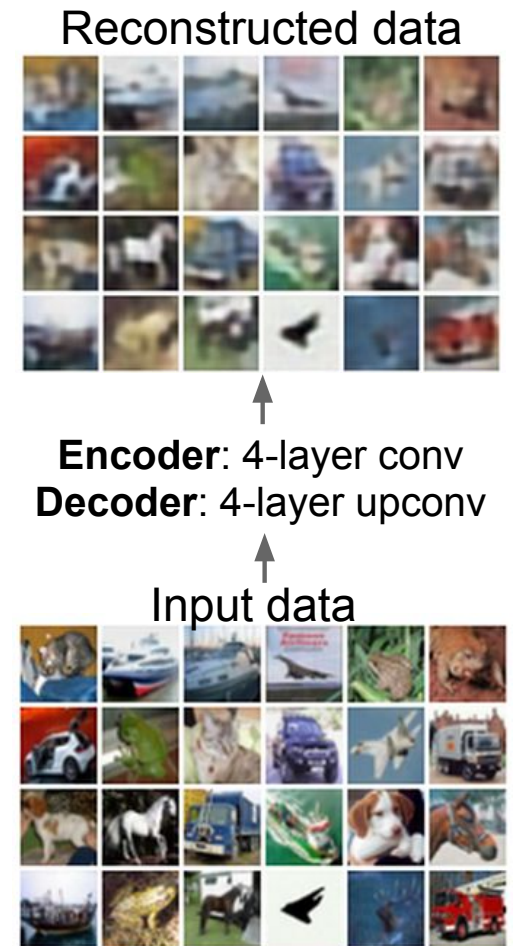 Reconstructed data
Encoder: 4-layer conv
Decoder: 4-layer upconv
Input data